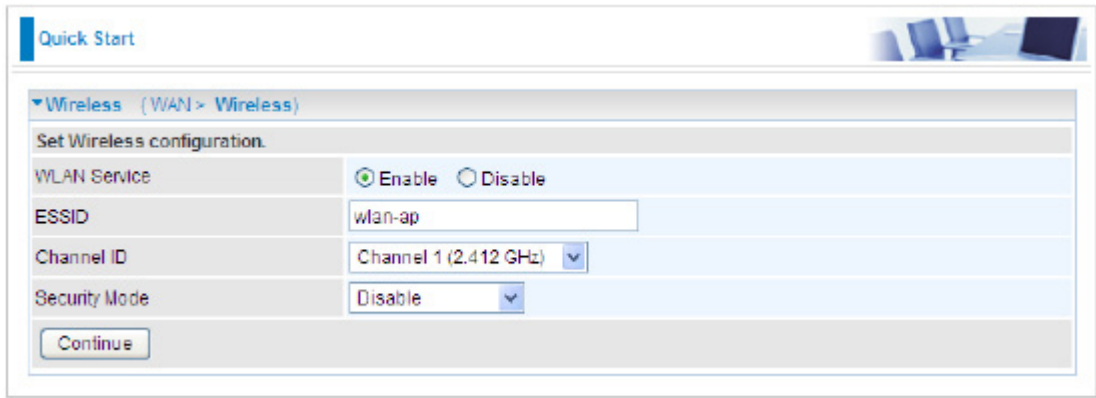 Quick Start
Wireless (WAN > Wireless)
Set Wireless configuration.
WLAN Service Enable Disable
ESSID wlan-ap
Channel ID Channel 1 (2.412 GHz)
Security Mode Disable
Continue